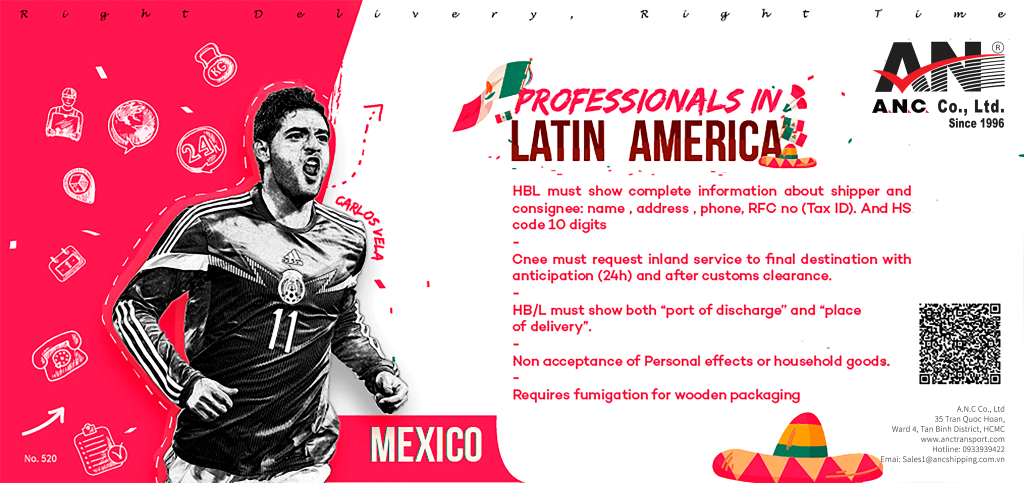 Right Delivery, Right Time
KG
24H
CARLOS VELA
adidas
11
MEXICO
No. 520
PROFESSIONALS IN
LATIN AMERICA
HBL must show complete information about shipper and
consignee: name , address , phone, RFC no (Tax ID). And HS
code 10 digits
-
Cnee must request inland service to final destination with
anticipation (24h) and after customs clearance.
-
HB/L must show both “port of discharge” and “place
of delivery”.
-
Non acceptance of Personal effects or household goods.
-
Requires fumigation for wooden packaging
AN
®
A.N.C. Co., Ltd.
Since 1996
A.N.C Co., Ltd
35 Tran Quoc Hoan,
Ward 4, Tan Binh District, HCMC
www.anctransport.com
Hotline: 0933939422
Emai: Sales1@ancshipping.com.vn